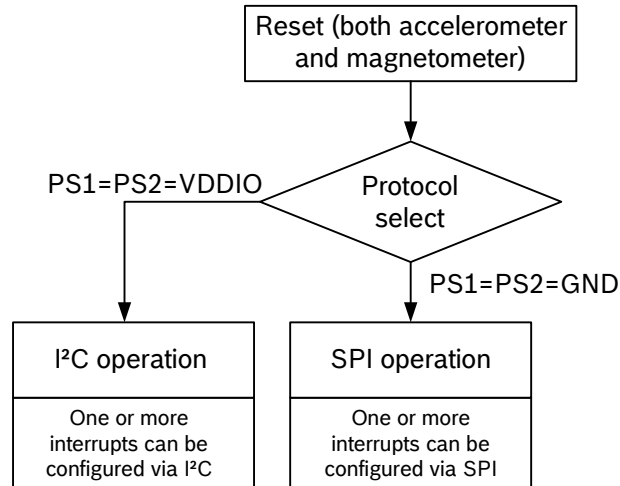 Reset (both accelerometer
and magnetometer)
PS1=PS2=VDDIO
Protocol
select
PS1=PS2=GND
I²C operation
SPI operation
One or more
interrupts can be
configured via I²C
One or more
interrupts can be
configured via SPI